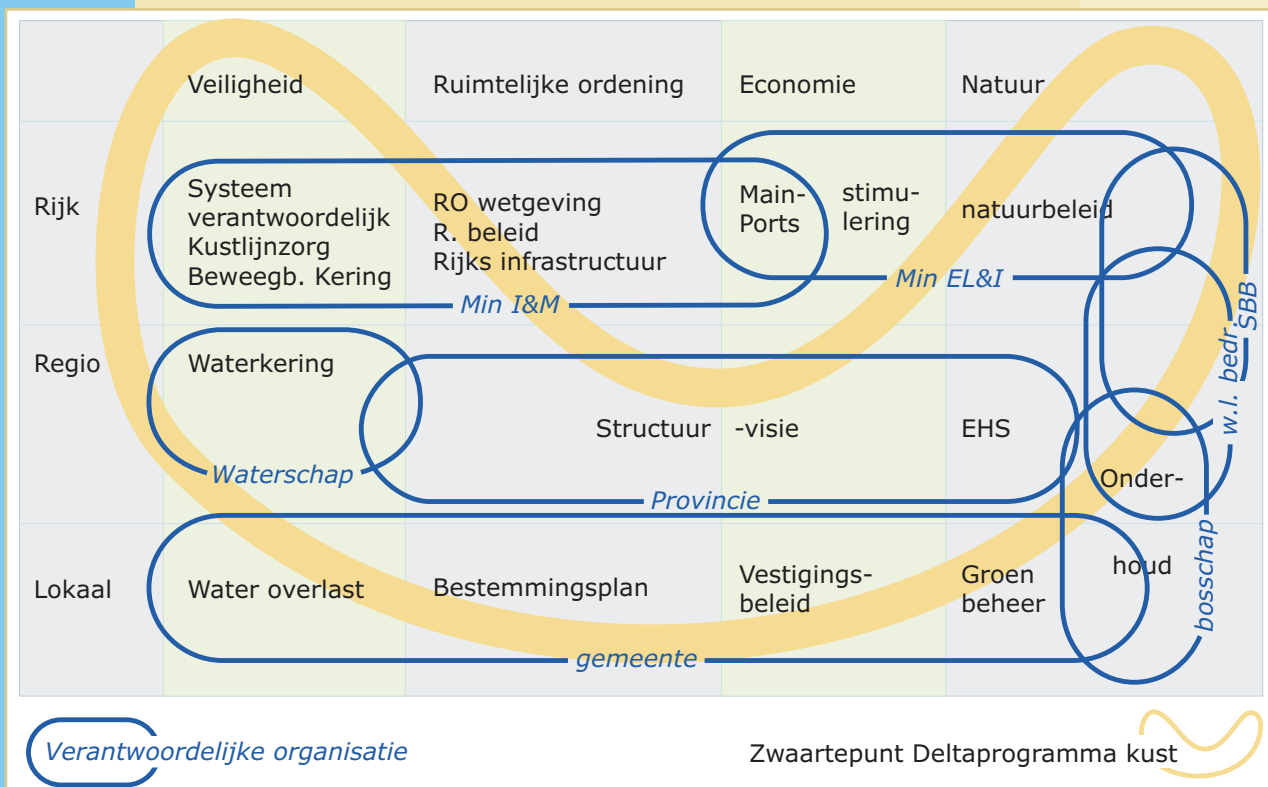 Veiligheid
Ruimtelijke ordening
Economie
Natuur
Rijk
Systeem
verantwoordelijk
Kustlijnzorg
Beweegb. Kering
RO wetgeving
R. beleid
Rijks infrastructuur
Main-
Ports
stimu-
lering
natuurbeleid
Min I&M
Min EL&I
SBB
w.l. bedr.
Regio
Waterkering
Structuur -visie
EHS
Waterschap
Provincie
Onder-
houd
bosschap
Lokaal
Water overlast
Bestemmingsplan
Vestigings-
beleid
Groen
beheer
gemeente
Verantwoordelijke organisatie
Zwaartepunt Deltaprogramma kust